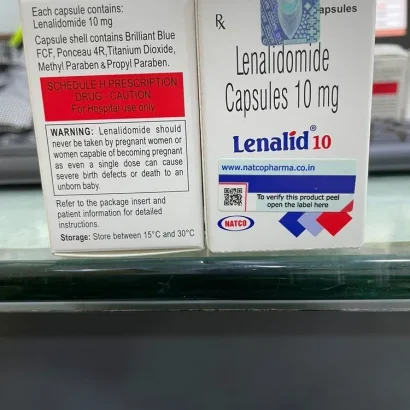 Each capsule contains:
Lenalidomide 10 mg
Capsule shell contains Brilliant Blue
FCF, Ponceau 4R,Titanium Dioxide,
Methyl Paraben & Propyl Paraben.
SCHEDULE H PRESCRIPTION
DRUG - CAUTION
For Hospital use only
WARNING: Lenalidomide should
never be taken by pregnant women or
women capable of becoming pregnant
as even a single dose can cause
severe birth defects or death to an
unborn baby.
Refer to the package insert and
patient information for detailed
instructions.
Storage: Store between 15°C and 30°C
℞
apsules
Lenalidomide
Capsules 10 mg
Lenalid® 10
www.natcopharma.co.in
To verify this product peel
open the label here
NATCO